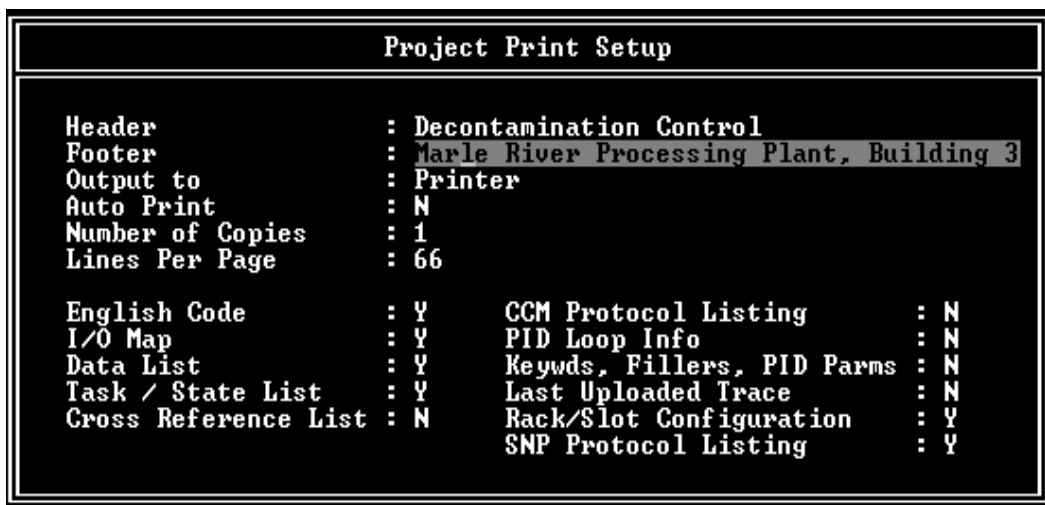 Project Print Setup
Header : Decontamination Control
Footer : Marle River Processing Plant, Building 3
Output to : Printer
Auto Print : N
Number of Copies : 1
Lines Per Page : 66
English Code : Y CCM Protocol Listing : N
I/O Map : Y PID Loop Info : N
Data List : Y Keywds, Fillers, PID Parms : N
Task / State List : Y Last Uploaded Trace : N
Cross Reference List : N Rack/Slot Configuration : Y
SNP Protocol Listing : Y